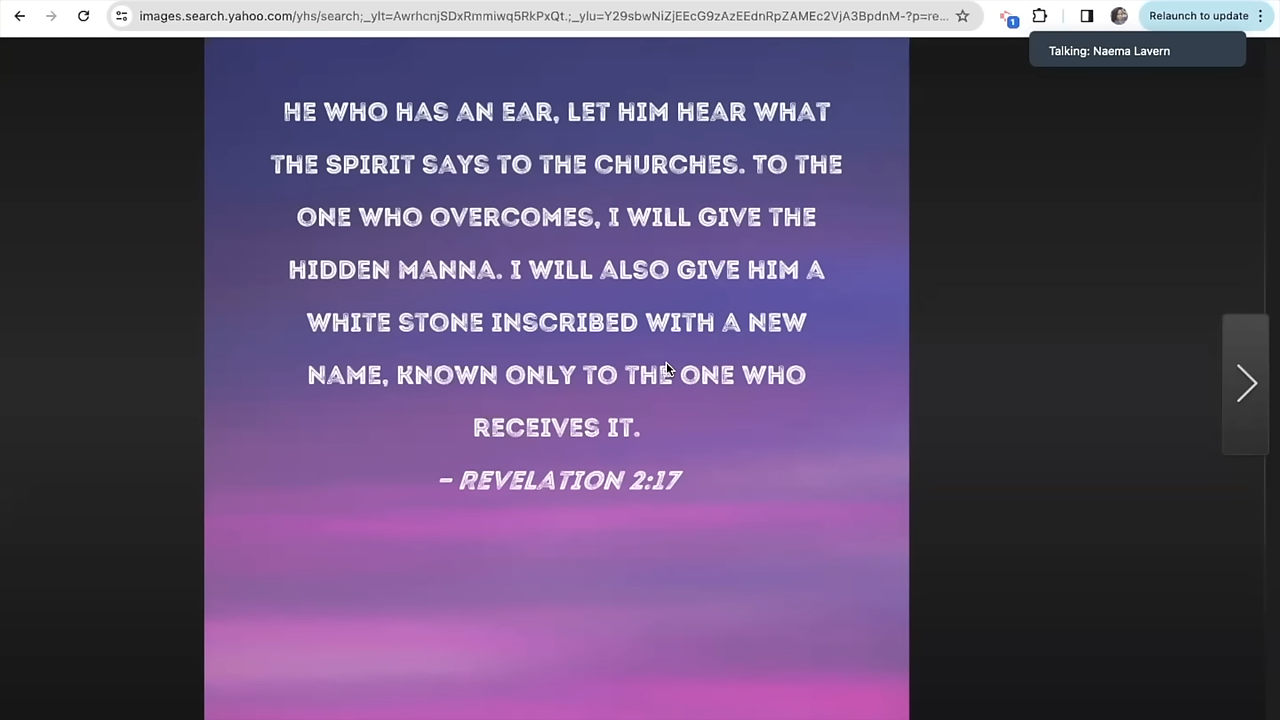 images.search.yahoo.com/yhs/search;_ylt=AwrhcnjSDxRmmiwq5RkPxQt.;_ylu=Y29sbwNiZjEEcG9zAzEEdnRpZAMEc2VjA3BpdnM-?p=re...
1
Relaunch to update
Talking: Naema Lavern
HE WHO HAS AN EAR, LET HIM HEAR WHAT
THE SPIRIT SAYS TO THE CHURCHES. TO THE
ONE WHO OVERCOMES, I WILL GIVE THE
HIDDEN MANNA. I WILL ALSO GIVE HIM A
WHITE STONE INSCRIBED WITH A NEW
NAME, KNOWN ONLY TO THE ONE WHO
RECEIVES IT.
– REVELATION 2:17